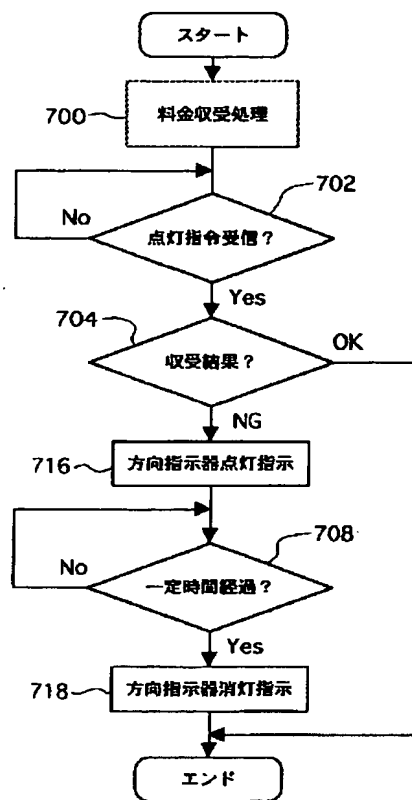 スタート
700
料金収受処理
702
No
点灯指令受信？
Yes
704
収受結果？
OK
NG
716
方向指示器点灯指示
708
No
一定時間経過？
Yes
718
方向指示器消灯指示
エンド